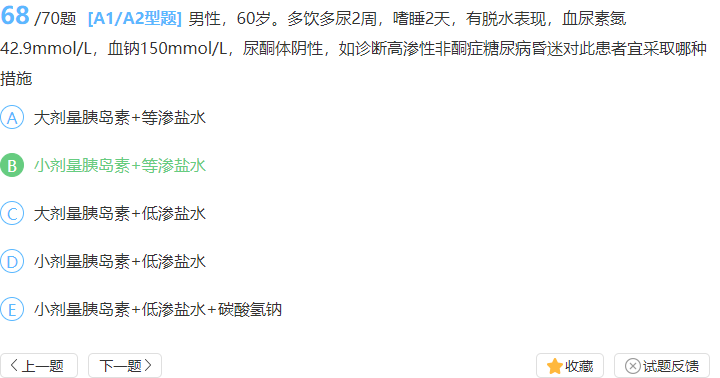 68 /70题 [A1/A2型题] 男性，60岁。多饮多尿2周，嗜睡2天，有脱水表现，血尿素氮
42.9mmol/L，血钠150mmol/L，尿酮体阴性，如诊断高渗性非酮症糖尿病昏迷对此患者宜采取哪种
措施
A 大剂量胰岛素+等渗盐水
B 小剂量胰岛素+等渗盐水
C 大剂量胰岛素+低渗盐水
D 小剂量胰岛素+低渗盐水
E 小剂量胰岛素+低渗盐水+碳酸氢钠
上一题 下一题 收藏 试题反馈